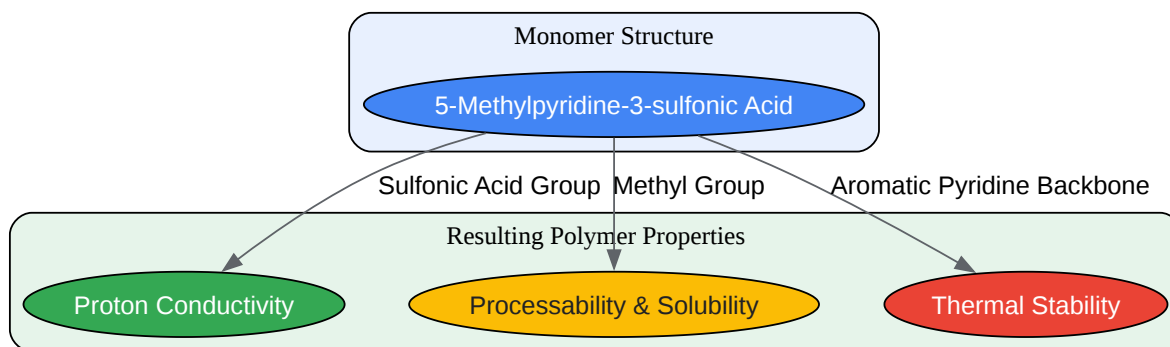 Monomer Structure
5-Methylpyridine-3-sulfonic Acid
Sulfonic Acid Group
Methyl Group
Aromatic Pyridine Backbone
Resulting Polymer Properties
Proton Conductivity
Processability & Solubility
Thermal Stability